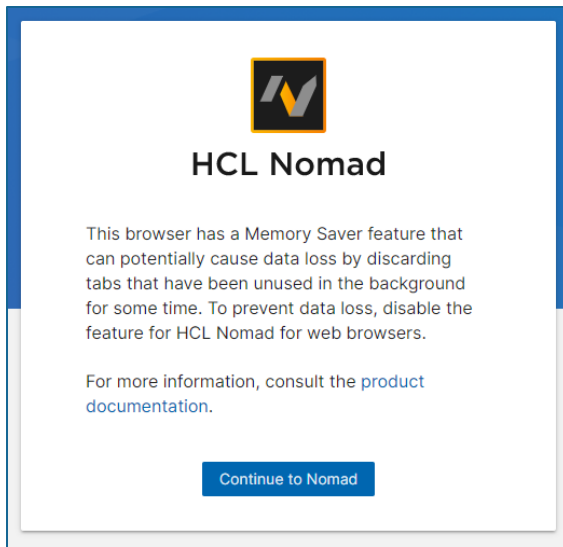 HCL Nomad
This browser has a Memory Saver feature that
can potentially cause data loss by discarding
tabs that have been unused in the background
for some time. To prevent data loss, disable the
feature for HCL Nomad for web browsers.
For more information, consult the product
documentation.
Continue to Nomad